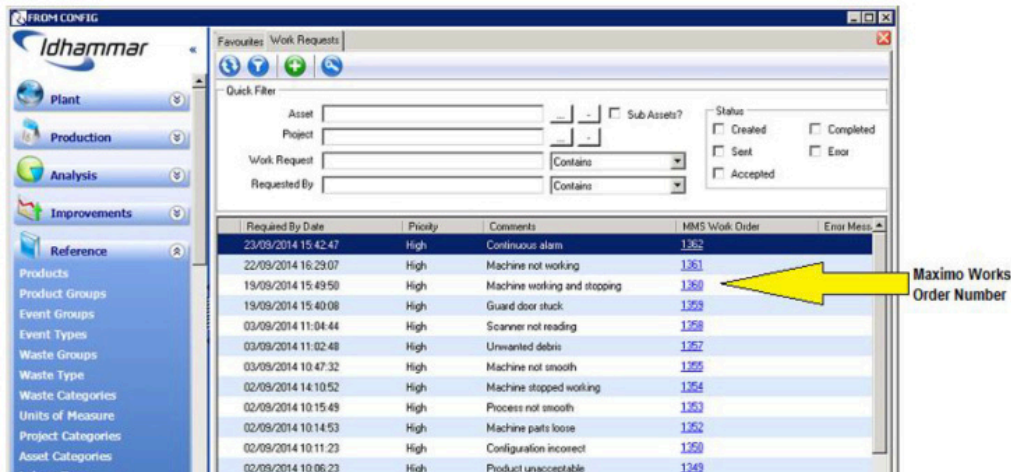 FROM CONFIG
Idhammar
«
Plant
Production
Analysis
Improvements
Reference
Products
Product Groups
Event Groups
Event Types
Waste Groups
Waste Type
Waste Categories
Units of Measure
Project Categories
Asset Categories
Favourites Work Requests
Quick Filter
Asset ... - Sub Assets?
Project ... -
Work Request Contains
Requested By Contains
Status
Created Completed
Sent Error
Accepted
Required By Date Priority Comments MMS Work Order Error Mess
23/09/2014 15:42:47 High Continuous alarm 1362
22/09/2014 16:29:07 High Machine not working 1361
19/09/2014 15:49:50 High Machine working and stopping 1360
19/09/2014 15:40:08 High Guard door stuck 1359
03/09/2014 11:04:44 High Scanner not reading 1358
03/09/2014 11:02:48 High Unwanted debris 1357
03/09/2014 10:47:32 High Machine not smooth 1355
02/09/2014 14:10:52 High Machine stopped working 1354
02/09/2014 10:15:49 High Process not smooth 1353
02/09/2014 10:14:53 High Machine parts loose 1352
02/09/2014 10:11:23 High Configuration incorrect 1350
02/09/2014 10:06:23 High Product unacceptable 1349
Maximo Works
Order Number